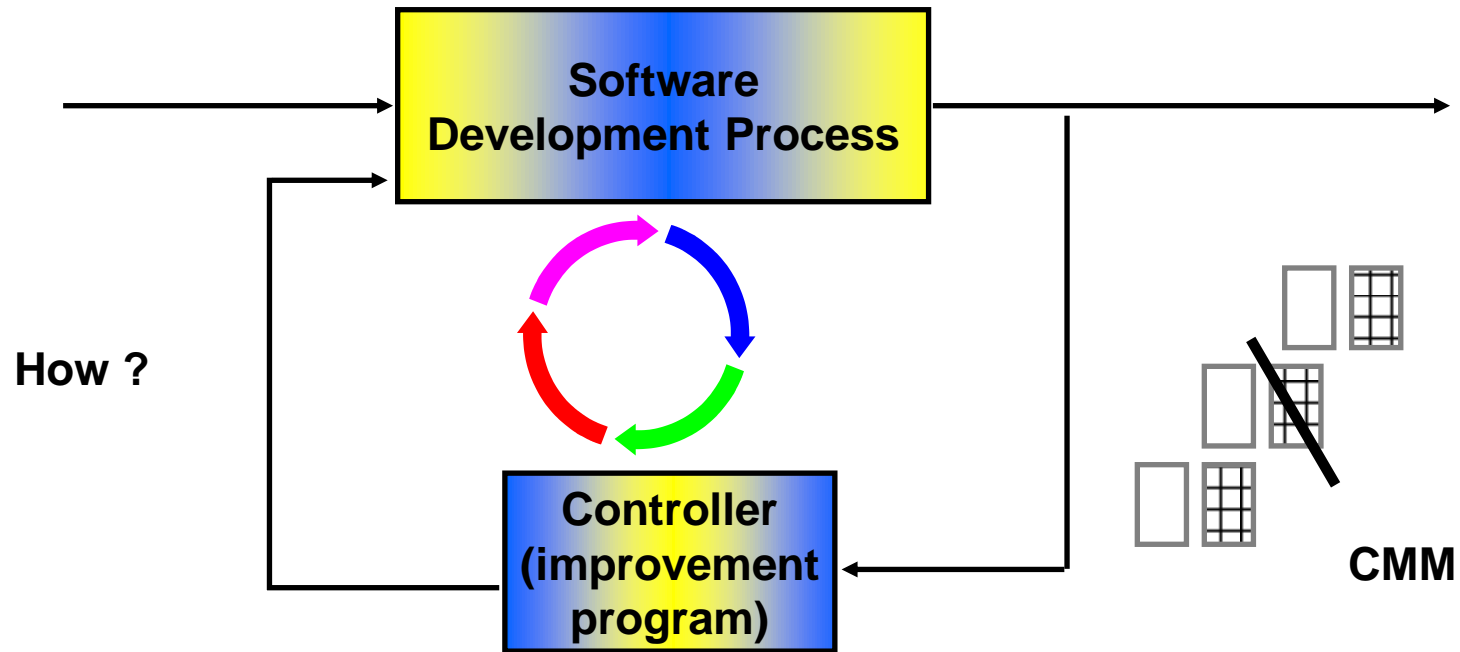 Software
Development Process
How ?
Controller
(improvement
program)
CMM